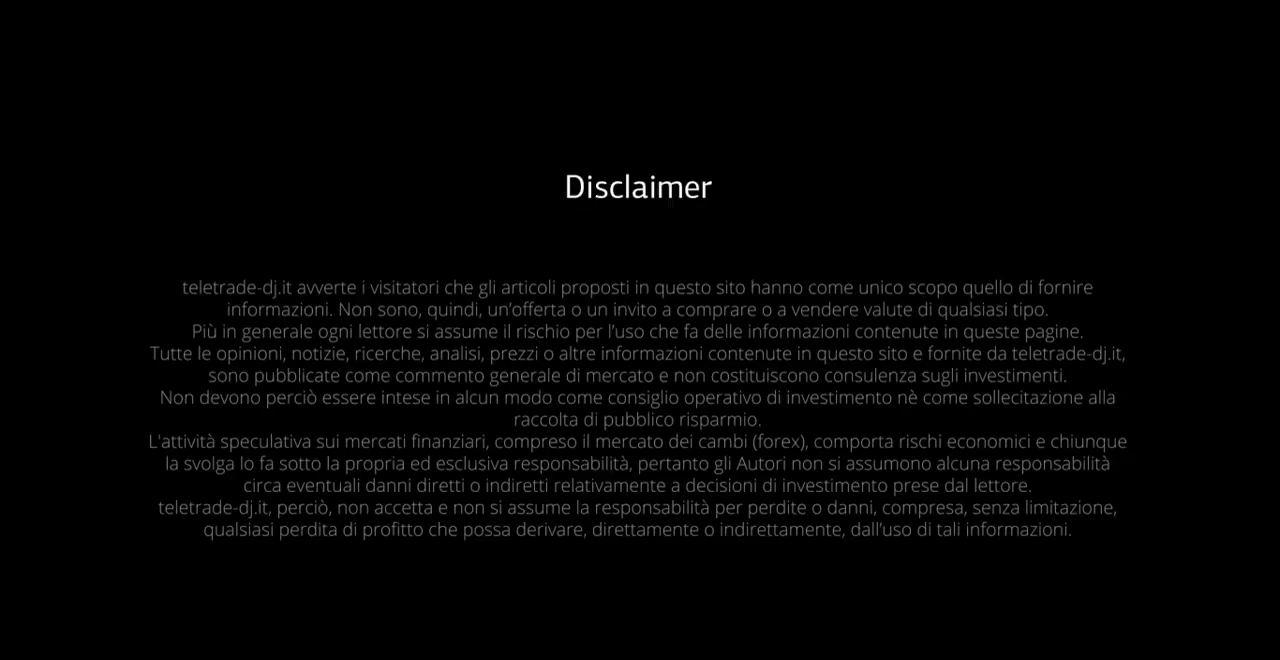 Disclaimer
teletrade-dj.it avverte i visitatori che gli articoli proposti in questo sito hanno come unico scopo quello di fornire
informazioni. Non sono, quindi, un’offerta o un invito a comprare o a vendere valute di qualsiasi tipo.
Più in generale ogni lettore si assume il rischio per l’uso che fa delle informazioni contenute in queste pagine.
Tutte le opinioni, notizie, ricerche, analisi, prezzi o altre informazioni contenute in questo sito e fornite da teletrade-dj.it,
sono pubblicate come commento generale di mercato e non costituiscono consulenza sugli investimenti.
Non devono perciò essere intese in alcun modo come consiglio operativo di investimento nè come sollecitazione alla
raccolta di pubblico risparmio.
L'attività speculativa sui mercati finanziari, compreso il mercato dei cambi (forex), comporta rischi economici e chiunque
la svolga lo fa sotto la propria ed esclusiva responsabilità, pertanto gli Autori non si assumono alcuna responsabilità
circa eventuali danni diretti o indiretti relativamente a decisioni di investimento prese dal lettore.
teletrade-dj.it, perciò, non accetta e non si assume la responsabilità per perdite o danni, compresa, senza limitazione,
qualsiasi perdita di profitto che possa derivare, direttamente o indirettamente, dall’uso di tali informazioni.